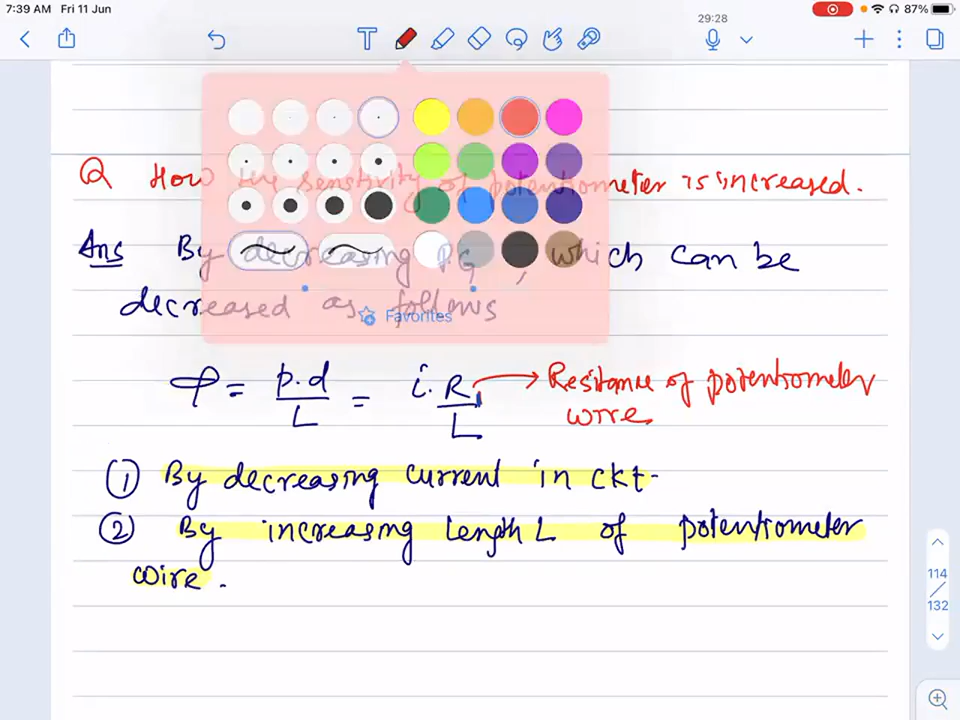 7:39 AM Fri 11 Jun
87%
29:28
Q How the senstivity of potentiometer is increased.
Ans By decreasing P.G, which can be
decreased as follows
Favorites
φ = p.d/L = i.R/L → Resistance of potentiometer
wire
① By decreasing current in ckt.
② By increasing length L of potentiometer
wire.
114
132